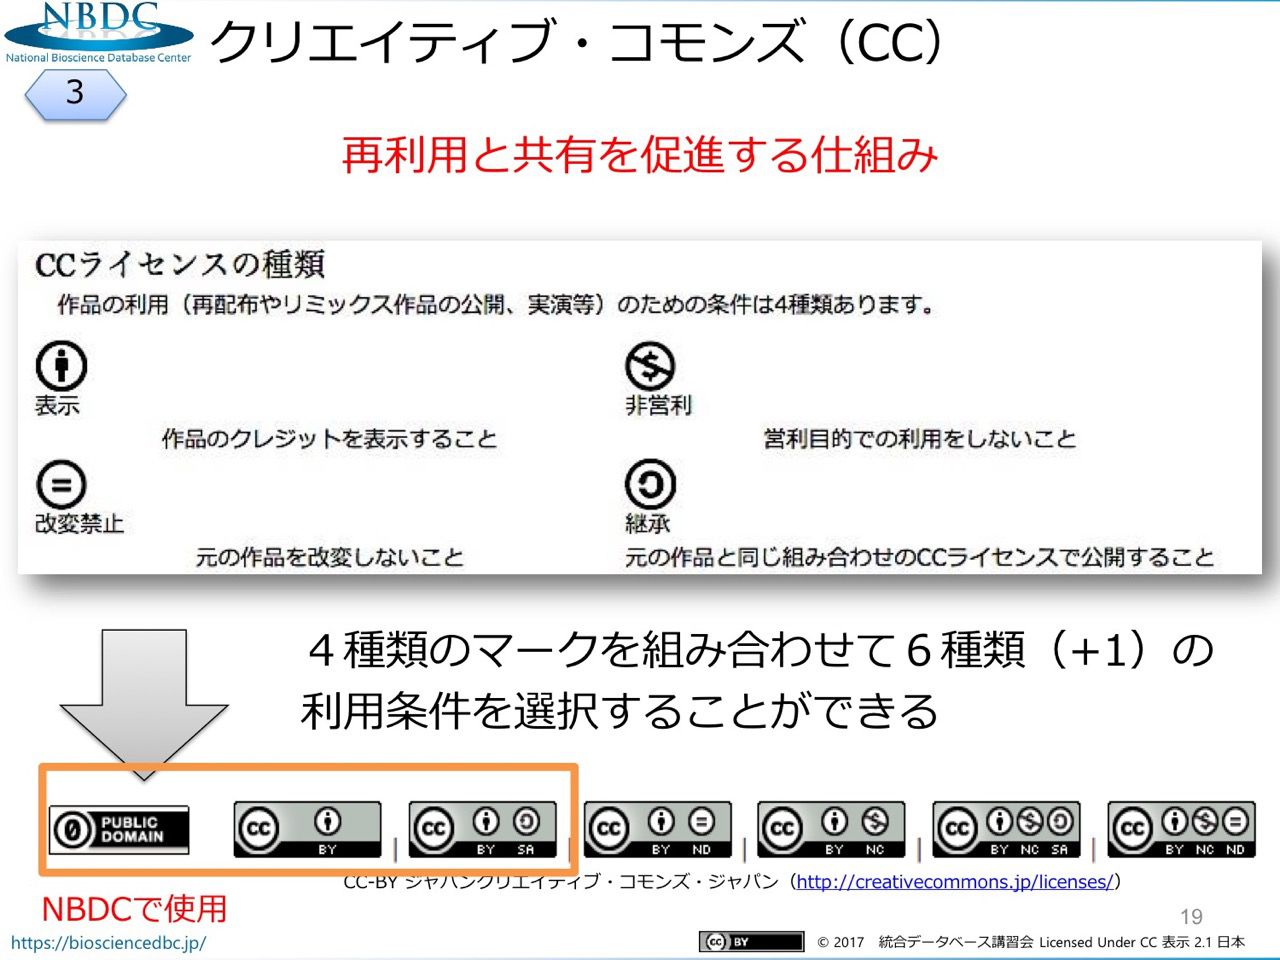 NBDC
National Bioscience Database Center
クリエイティブ・コモンズ（CC）
3
再利用と共有を促進する仕組み
CCライセンスの種類
作品の利用（再配布やリミックス作品の公開、実演等）のための条件は4種類あります。
表示
作品のクレジットを表示すること
非営利
営利目的での利用をしないこと
改変禁止
元の作品を改変しないこと
継承
元の作品と同じ組み合わせのCCライセンスで公開すること
４種類のマークを組み合わせて６種類（+1）の
利用条件を選択することができる
PUBLIC
DOMAIN
cc BY
cc BY SA
cc BY ND
cc BY NC
cc BY NC SA
cc BY NC ND
CC-BY ジャパンクリエイティブ・コモンズ・ジャパン（http://creativecommons.jp/licenses/）
NBDCで使用
19
https://biosciencedbc.jp/
cc BY
© 2017 統合データベース講習会 Licensed Under CC 表示 2.1 日本